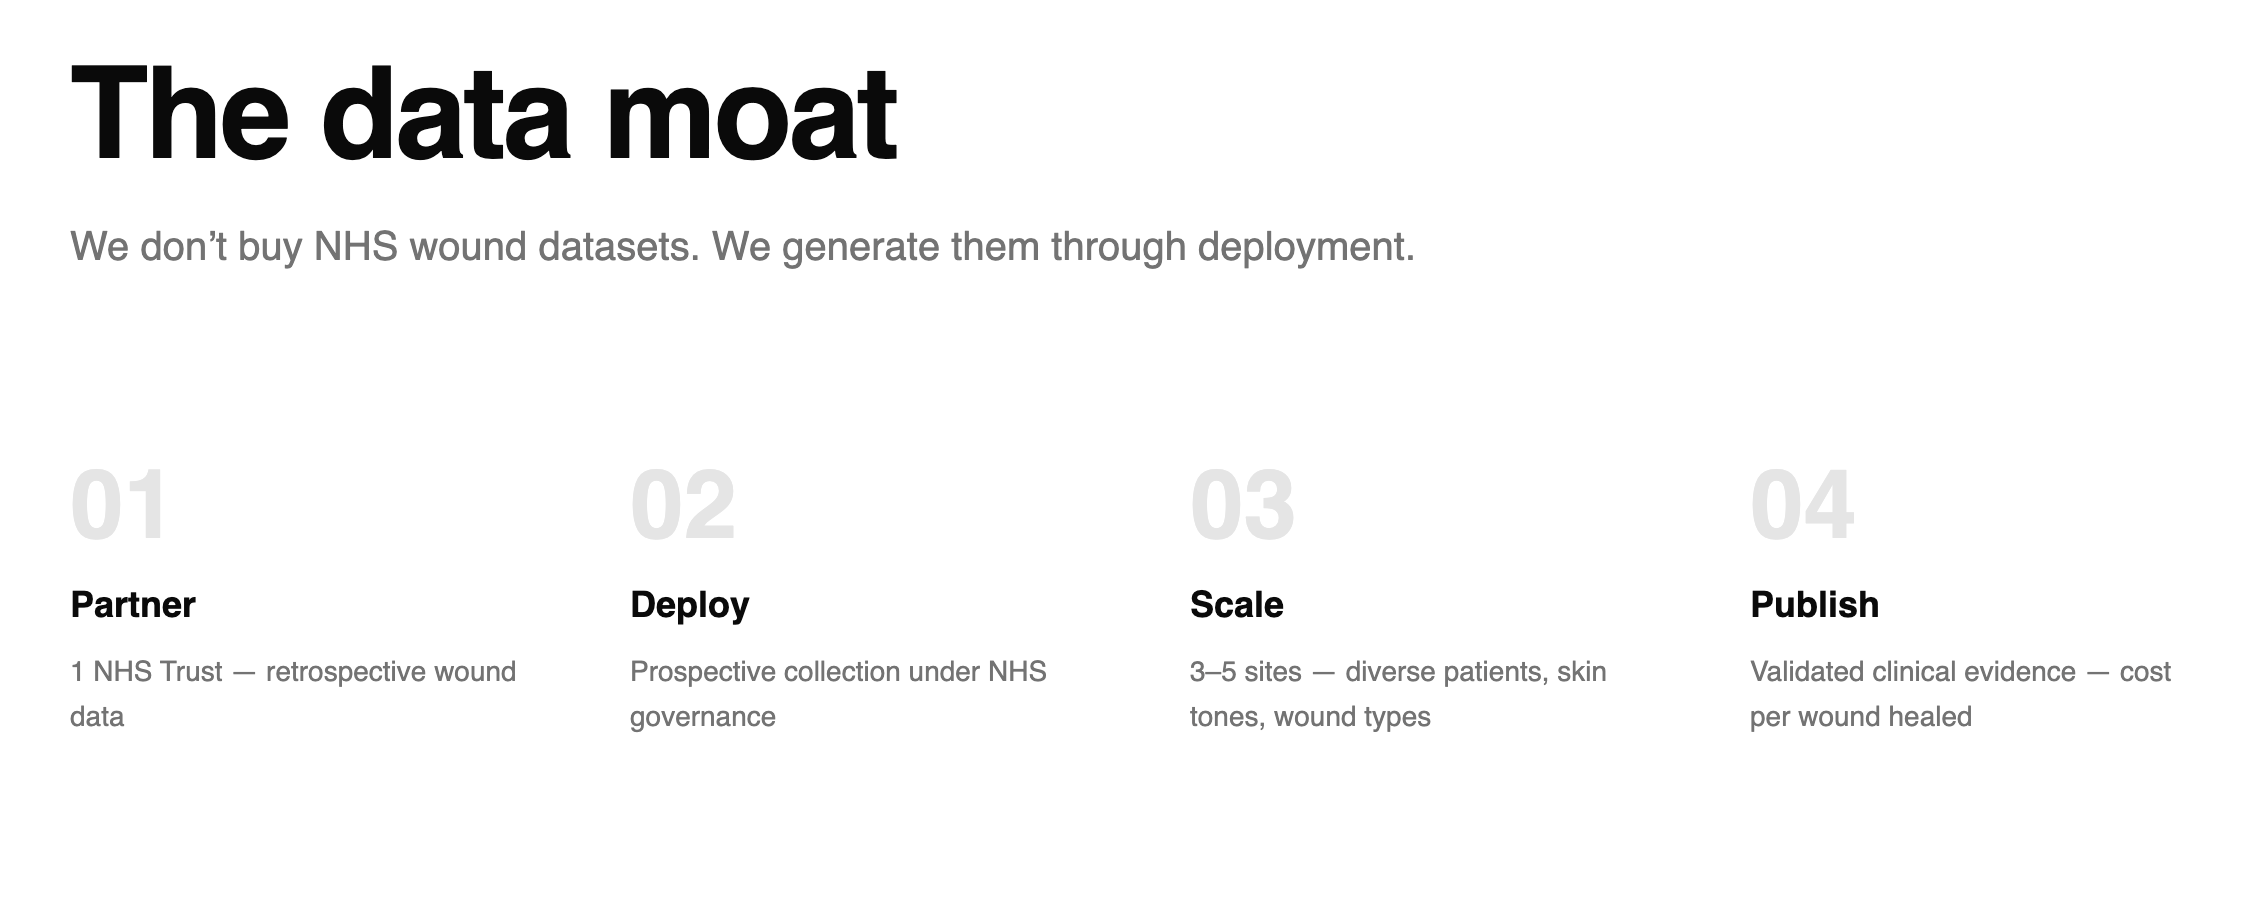 The data moat
We don’t buy NHS wound datasets. We generate them through deployment.
01
Partner
1 NHS Trust — retrospective wound
data
02
Deploy
Prospective collection under NHS
governance
03
Scale
3–5 sites — diverse patients, skin
tones, wound types
04
Publish
Validated clinical evidence — cost
per wound healed